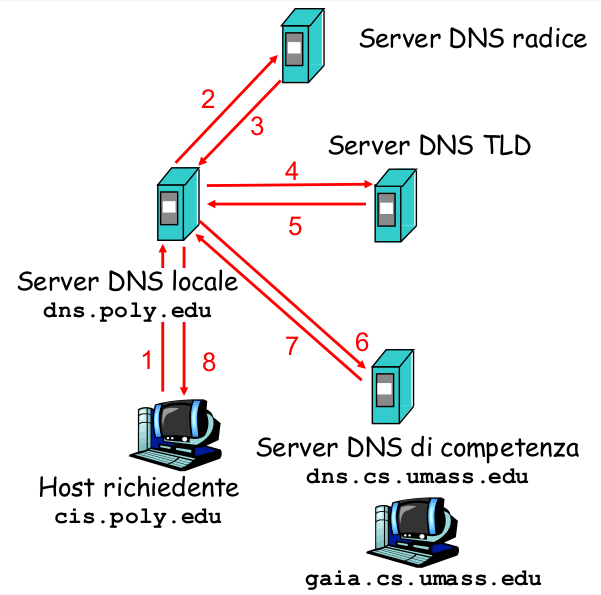 Server DNS radice
2
3
Server DNS TLD
4
5
Server DNS locale
dns.poly.edu
6
7
1
8
Server DNS di competenza
dns.cs.umass.edu
Host richiedente
cis.poly.edu
gaia.cs.umass.edu